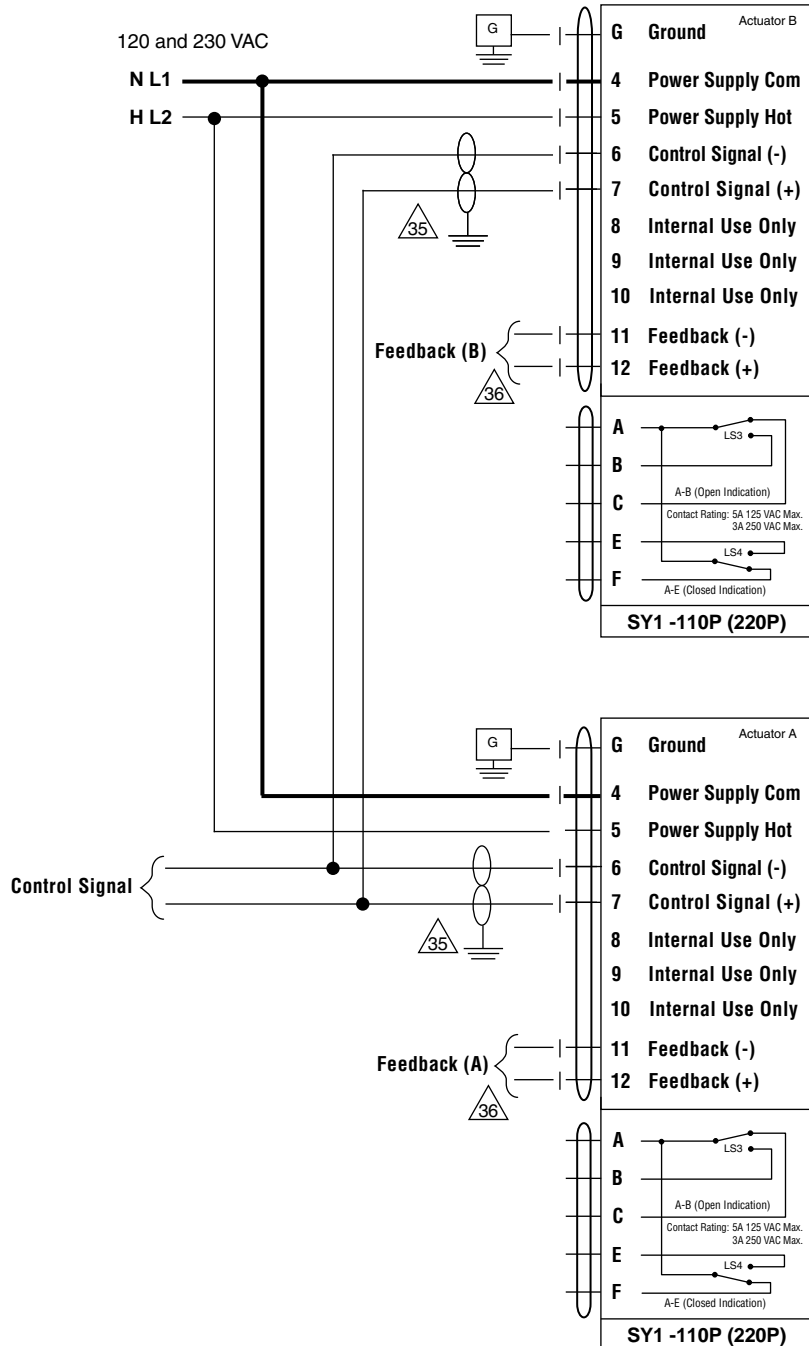 120 and 230 VAC
N L1
H L2
G
G Ground
Actuator B
4 Power Supply Com
5 Power Supply Hot
6 Control Signal (-)
7 Control Signal (+)
35
8 Internal Use Only
9 Internal Use Only
10 Internal Use Only
Feedback (B)
36
11 Feedback (-)
12 Feedback (+)
A
LS3
B
A-B (Open Indication)
C
Contact Rating: 5A 125 VAC Max.
3A 250 VAC Max.
E
LS4
F
A-E (Closed Indication)
SY1 -110P (220P)
G
G Ground
Actuator A
4 Power Supply Com
5 Power Supply Hot
Control Signal
6 Control Signal (-)
7 Control Signal (+)
35
8 Internal Use Only
9 Internal Use Only
10 Internal Use Only
Feedback (A)
36
11 Feedback (-)
12 Feedback (+)
A
LS3
B
A-B (Open Indication)
C
Contact Rating: 5A 125 VAC Max.
3A 250 VAC Max.
E
LS4
F
A-E (Closed Indication)
SY1 -110P (220P)